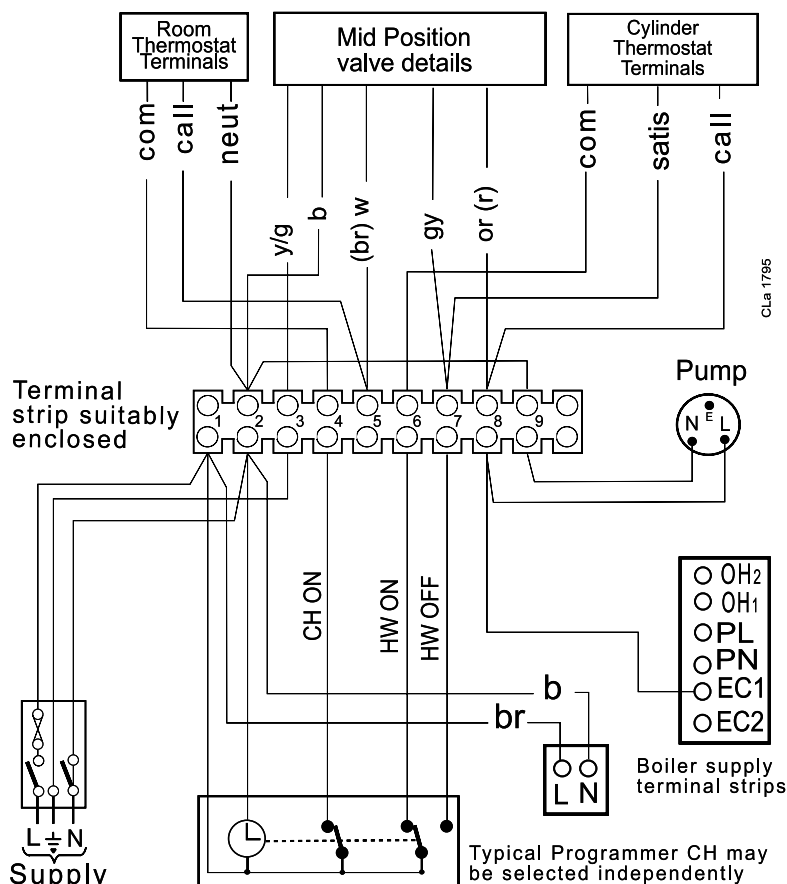 Room
Thermostat
Terminals
Mid Position
valve details
Cylinder
Thermostat
Terminals
com
call
neut
y/g
b
(br) w
gy
or (r)
com
satis
call
CLa 1795
Terminal
strip suitably
enclosed
1
2
3
4
5
6
7
8
9
Pump
N
E
L
CH ON
HW ON
HW OFF
OH2
OH1
PL
PN
EC1
EC2
b
br
L N
Boiler supply
terminal strips
L N
Supply
Typical Programmer CH may
be selected independently